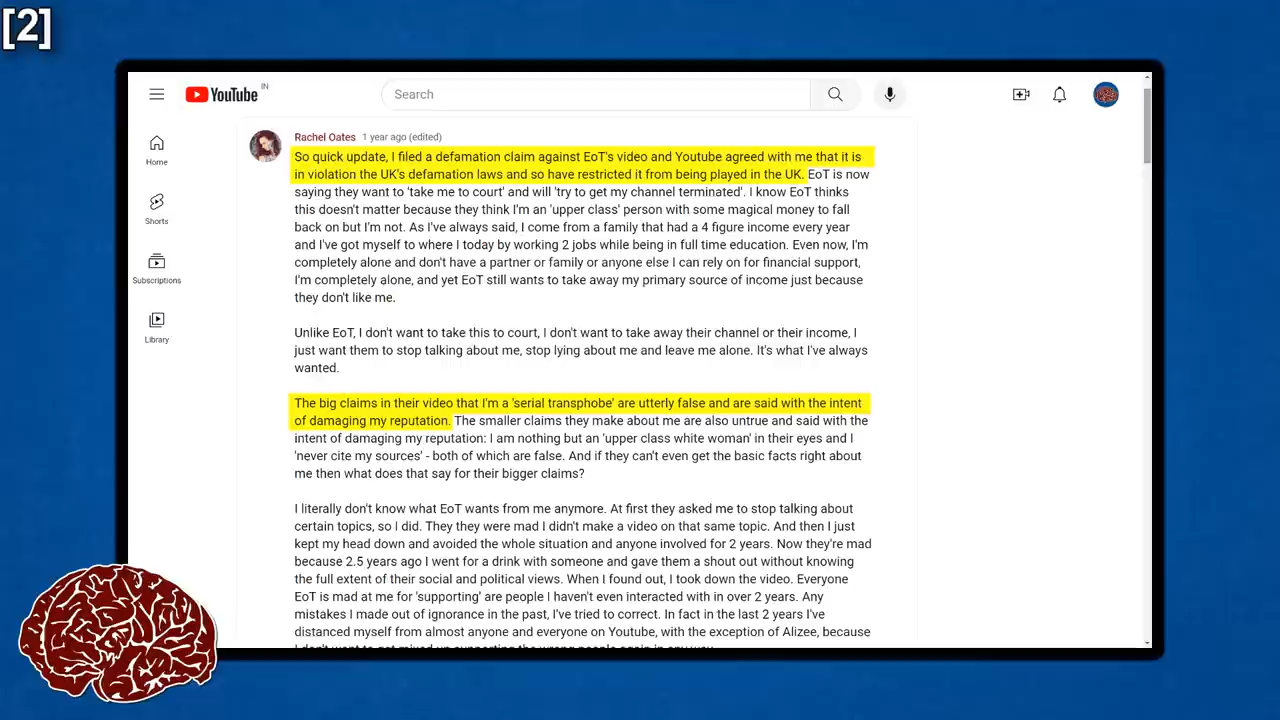 [2]
YouTube IN
Search
Home
Shorts
Subscriptions
Library
Rachel Oates 1 year ago (edited)
So quick update, I filed a defamation claim against EoT's video and Youtube agreed with me that it is
in violation the UK's defamation laws and so have restricted it from being played in the UK. EoT is now
saying they want to 'take me to court' and will 'try to get my channel terminated'. I know EoT thinks
this doesn't matter because they think I'm an 'upper class' person with some magical money to fall
back on but I'm not. As I've always said, I come from a family that had a 4 figure income every year
and I've got myself to where I today by working 2 jobs while being in full time education. Even now, I'm
completely alone and don't have a partner or family or anyone else I can rely on for financial support,
I'm completely alone, and yet EoT still wants to take away my primary source of income just because
they don't like me.
Unlike EoT, I don't want to take this to court, I don't want to take away their channel or their income, I
just want them to stop talking about me, stop lying about me and leave me alone. It's what I've always
wanted.
The big claims in their video that I'm a 'serial transphobe' are utterly false and are said with the intent
of damaging my reputation. The smaller claims they make about me are also untrue and said with the
intent of damaging my reputation: I am nothing but an 'upper class white woman' in their eyes and I
'never cite my sources' - both of which are false. And if they can't even get the basic facts right about
me then what does that say for their bigger claims?
I literally don't know what EoT wants from me anymore. At first they asked me to stop talking about
certain topics, so I did. They they were mad I didn't make a video on that same topic. And then I just
kept my head down and avoided the whole situation and anyone involved for 2 years. Now they're mad
because 2.5 years ago I went for a drink with someone and gave them a shout out without knowing
the full extent of their social and political views. When I found out, I took down the video. Everyone
EoT is mad at me for 'supporting' are people I haven't even interacted with in over 2 years. Any
mistakes I made out of ignorance in the past, I've tried to correct. In fact in the last 2 years I've
distanced myself from almost anyone and everyone on Youtube, with the exception of Alizee, because
I don't want to get mixed up supporting the wrong people again in any way.